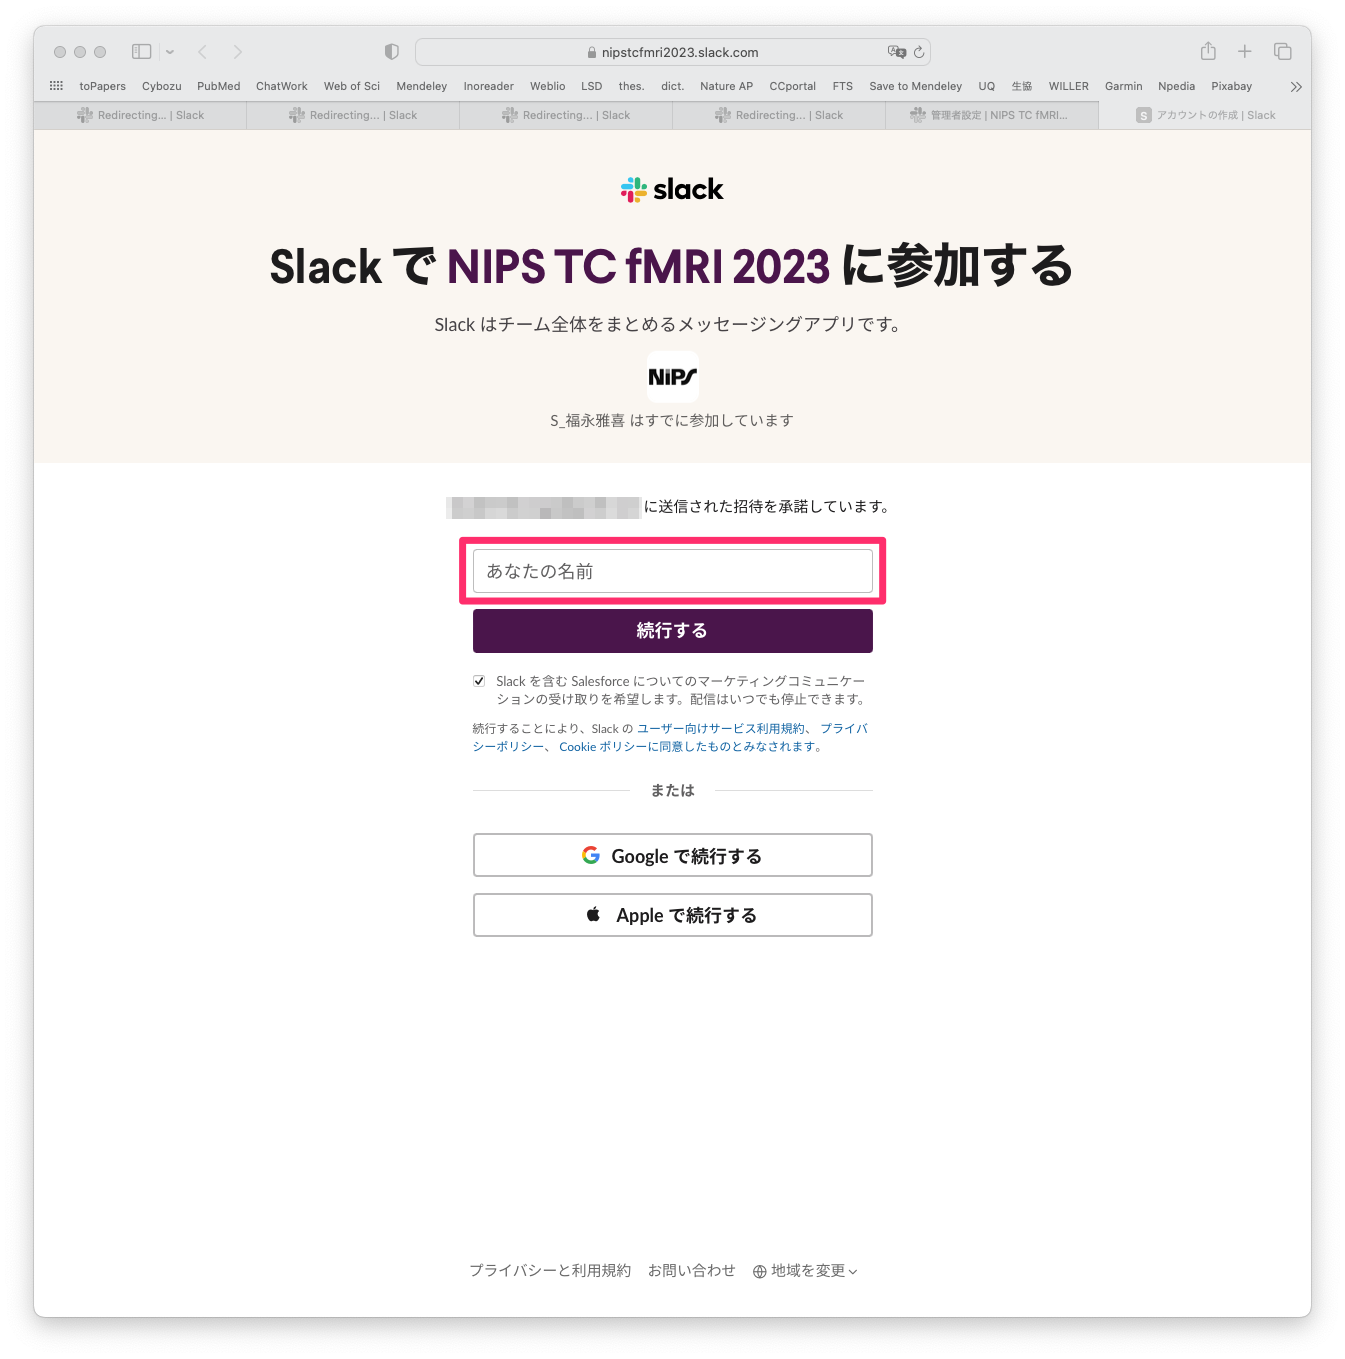 nipstcfmri2023.slack.com
toPapers Cybozu PubMed ChatWork Web of Sci Mendeley Inoreader Weblio LSD thes. dict. Nature AP CCportal FTS Save to Mendeley UQ 生協 WILLER Garmin Npedia Pixabay
Redirecting... | Slack Redirecting... | Slack Redirecting... | Slack Redirecting... | Slack 管理者設定 | NIPS TC fMRI... S アカウントの作成 | Slack
slack
Slack で NIPS TC fMRI 2023 に参加する
Slack はチーム全体をまとめるメッセージングアプリです。
NiPS
S_福永雅喜 はすでに参加しています
に送信された招待を承諾しています。
あなたの名前
続行する
Slack を含む Salesforce についてのマーケティングコミュニケー
ションの受け取りを希望します。配信はいつでも停止できます。
続行することにより、Slack の ユーザー向けサービス利用規約、 プライバ
シーポリシー、 Cookie ポリシーに同意したものとみなされます。
または
Google で続行する
Apple で続行する
プライバシーと利用規約 お問い合わせ 地域を変更